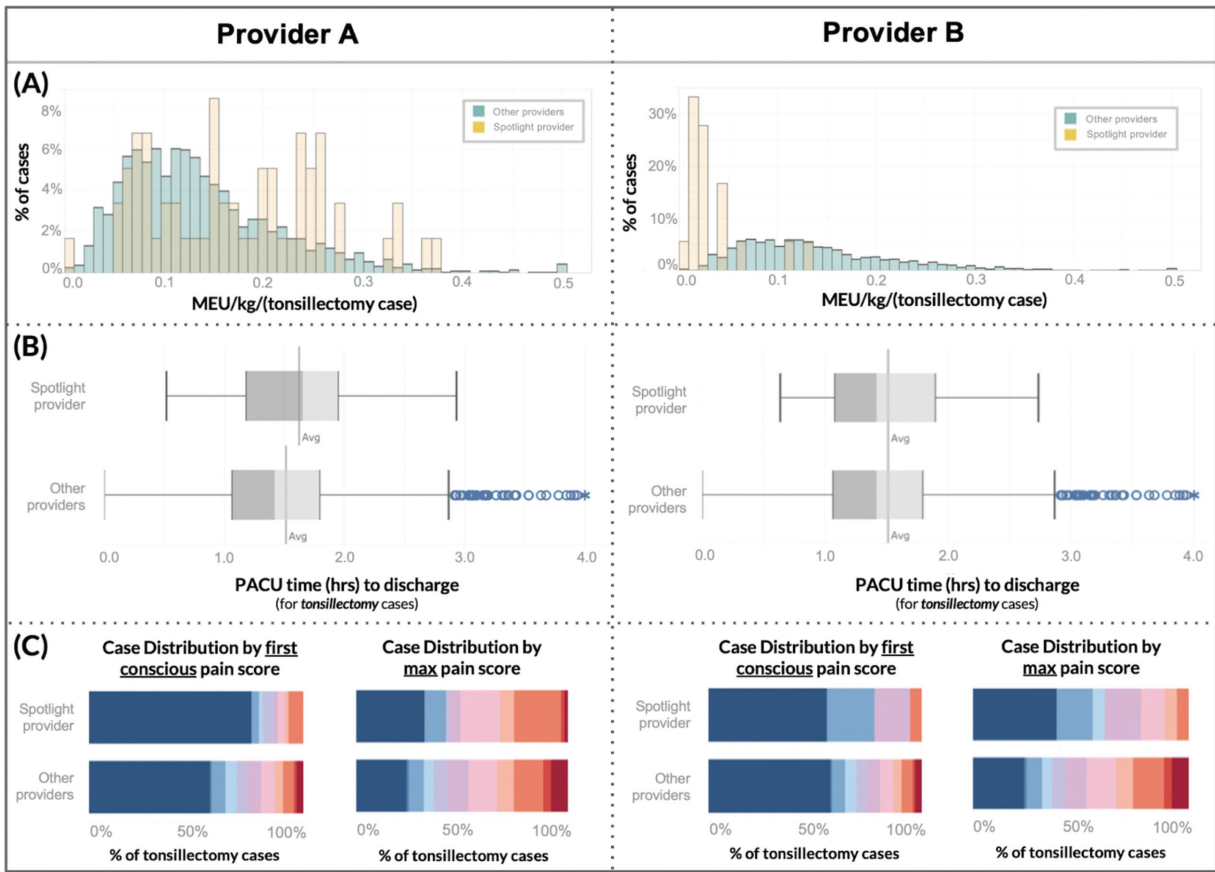 Provider A
Provider B
(A)
8%
6%
4%
2%
0%
% of cases
Other providers
Spotlight provider
0.0 0.1 0.2 0.3 0.4 0.5
MEU/kg/(tonsillectomy case)
30%
20%
10%
0%
% of cases
Other providers
Spotlight provider
0.0 0.1 0.2 0.3 0.4 0.5
MEU/kg/(tonsillectomy case)
(B)
Spotlight
provider
Avg
Other
providers
Avg
0.0 1.0 2.0 3.0 4.0
PACU time (hrs) to discharge
(for tonsillectomy cases)
Spotlight
provider
Avg
Other
providers
Avg
0.0 1.0 2.0 3.0 4.0
PACU time (hrs) to discharge
(for tonsillectomy cases)
(C)
Case Distribution by first
conscious pain score
Case Distribution by
max pain score
Spotlight
provider
Other
providers
0% 50% 100%
% of tonsillectomy cases
0% 50% 100%
% of tonsillectomy cases
Case Distribution by first
conscious pain score
Case Distribution by
max pain score
Spotlight
provider
Other
providers
0% 50% 100%
% of tonsillectomy cases
0% 50% 100%
% of tonsillectomy cases